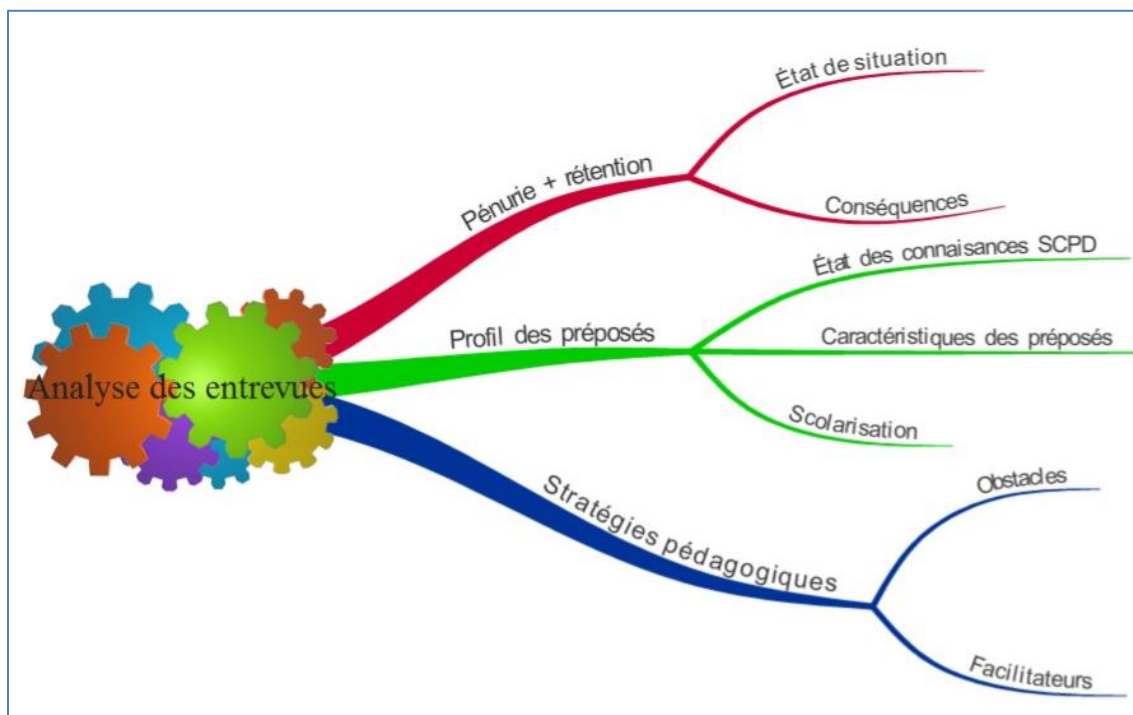 Analyse des entrevues
Pénurie + rétention
État de situation
Conséquences
Profil des préposés
État des connaisances SCPD
Caractéristiques des préposés
Scolarisation
Stratégies pédagogiques
Obstacles
Facilitateurs